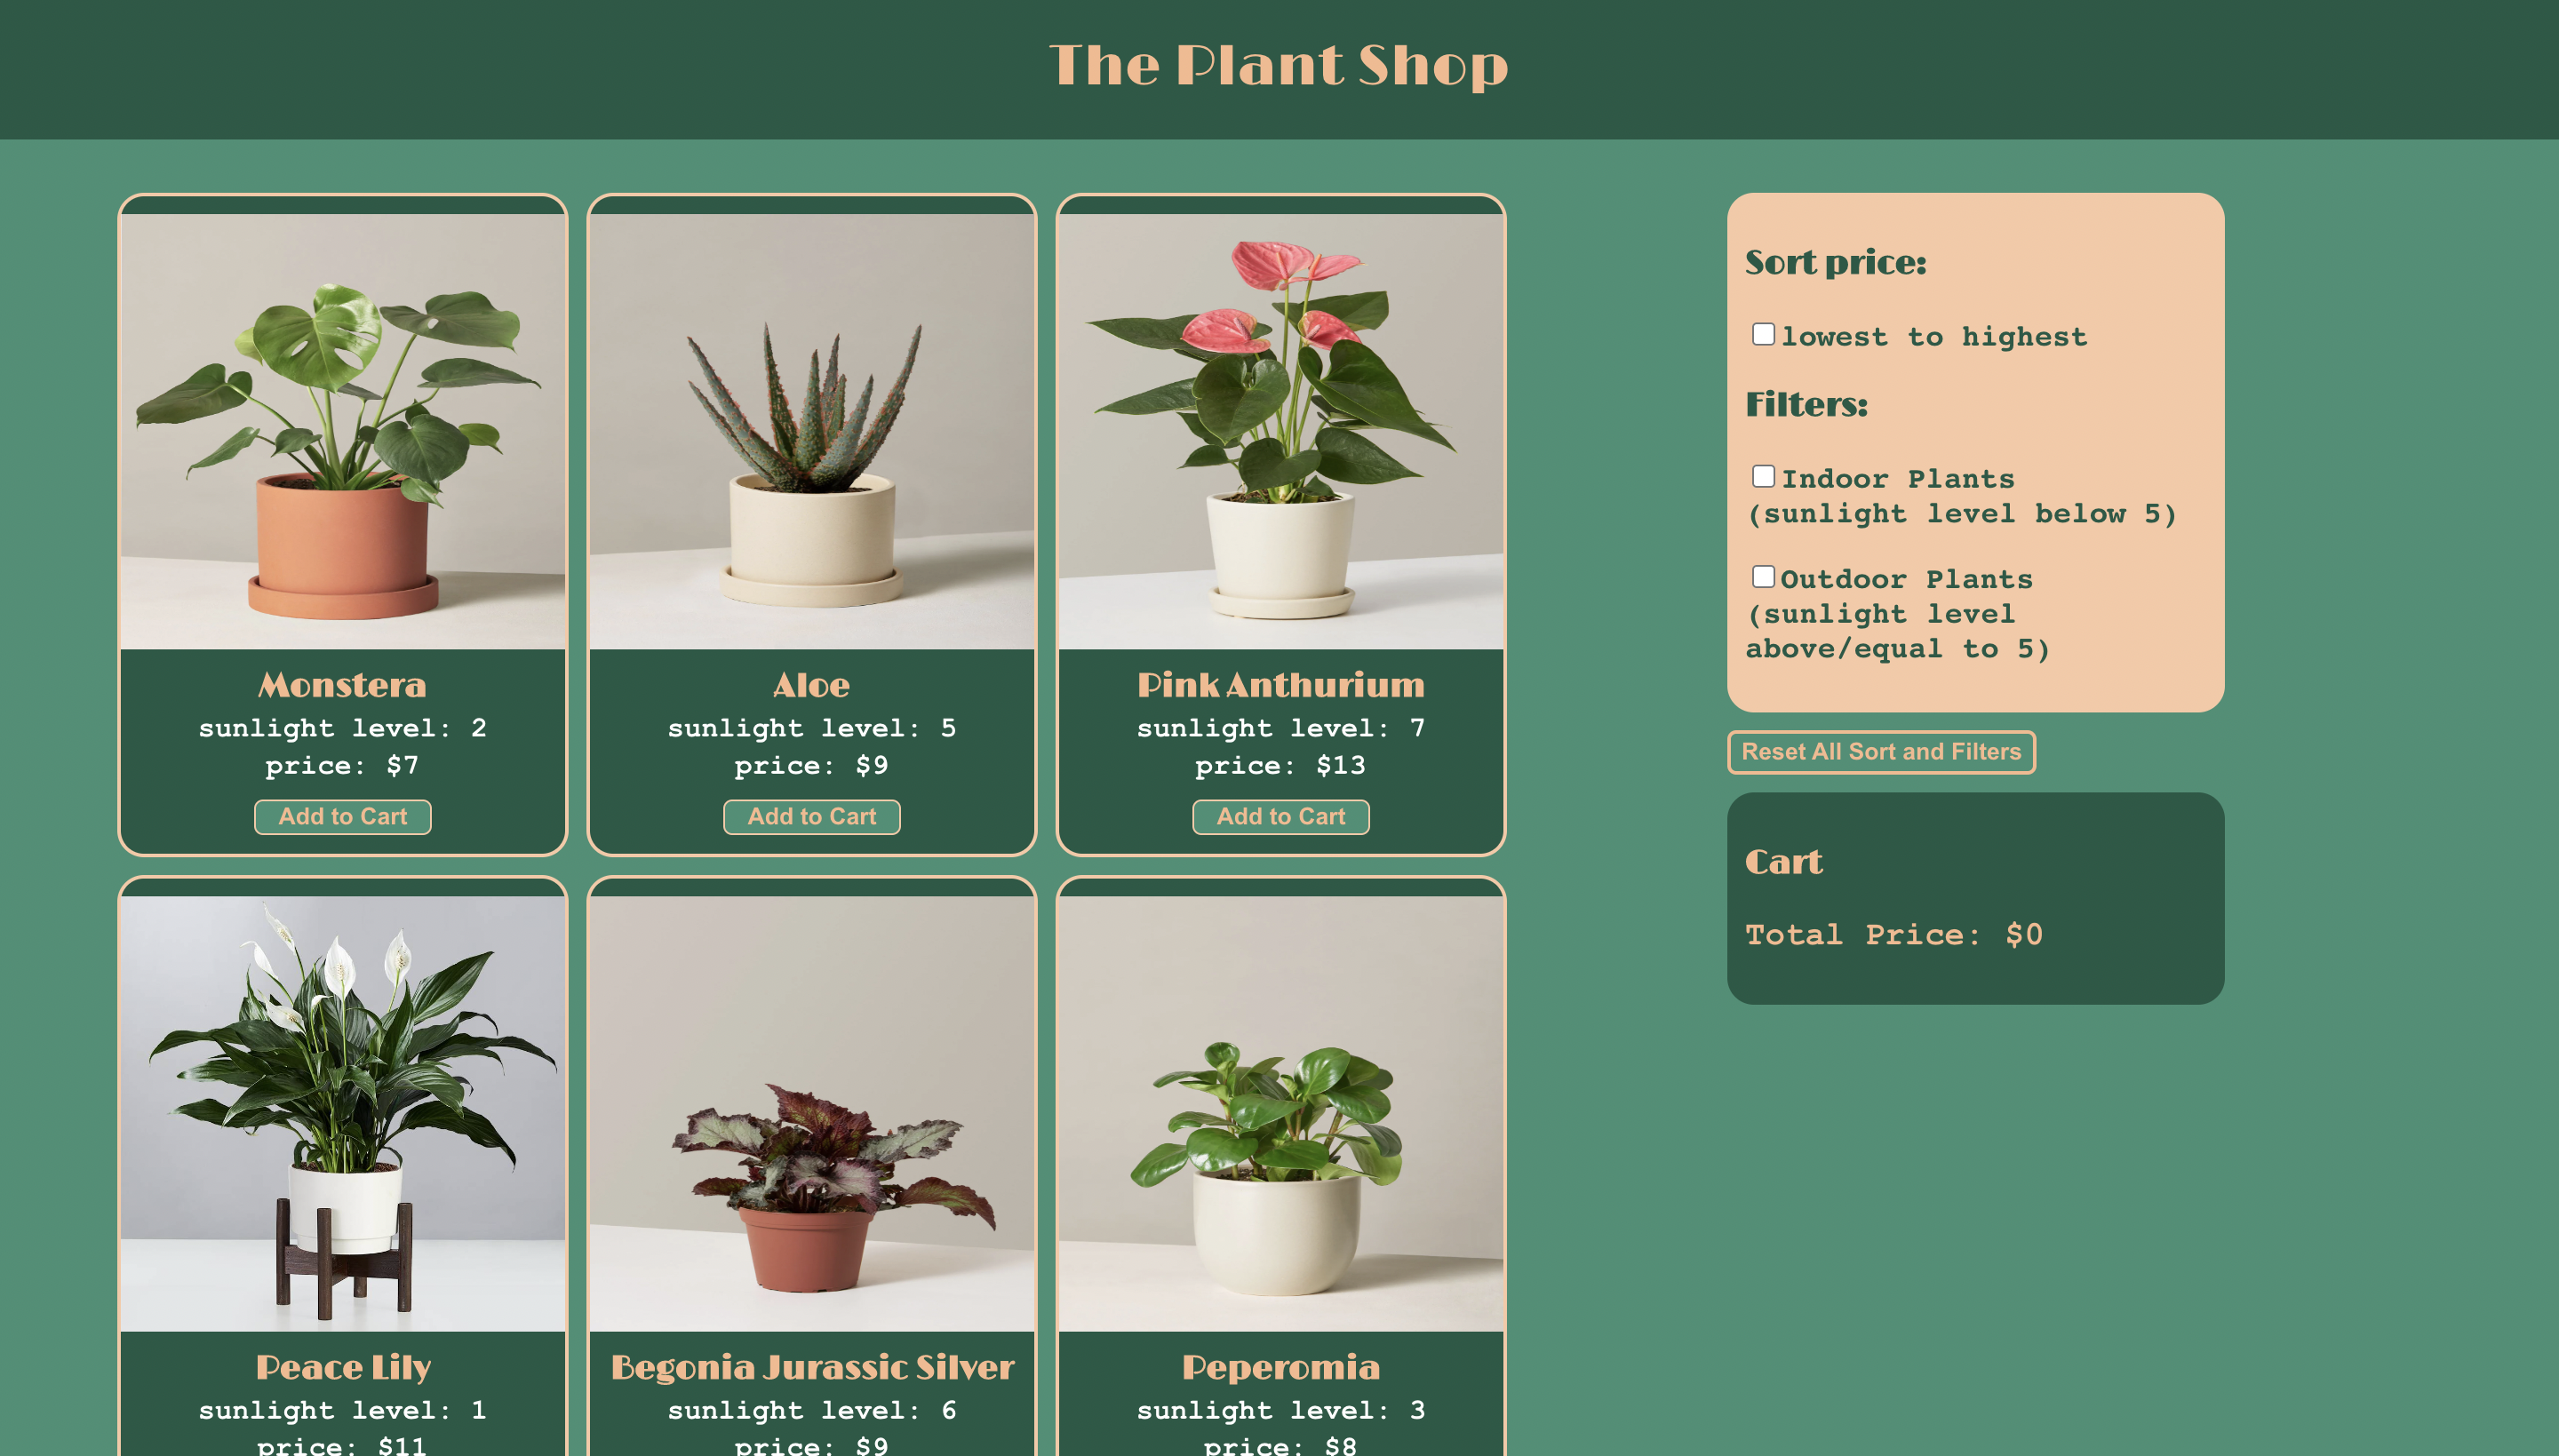 The Plant Shop
Monstera
sunlight level: 2
price: $7
Add to Cart
Aloe
sunlight level: 5
price: $9
Add to Cart
Pink Anthurium
sunlight level: 7
price: $13
Add to Cart
Peace Lily
sunlight level: 1
price: $11
Begonia Jurassic Silver
sunlight level: 6
price: $9
Peperomia
sunlight level: 3
price: $8
Sort price:
lowest to highest
Filters:
Indoor Plants
(sunlight level below 5)
Outdoor Plants
(sunlight level
above/equal to 5)
Reset All Sort and Filters
Cart
Total Price: $0